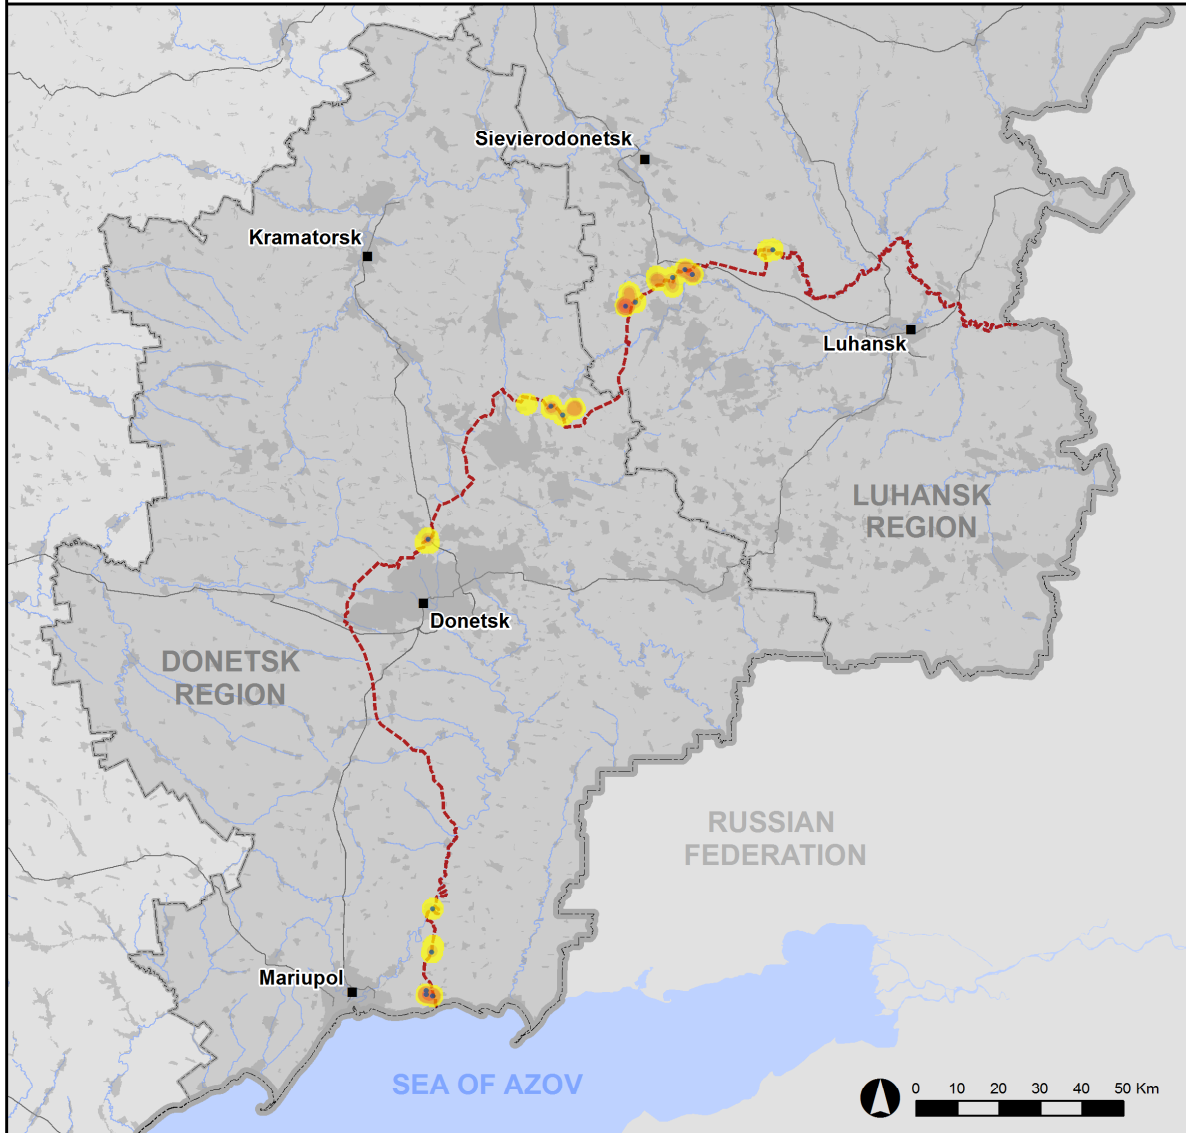 Sievierodonetsk
Kramatorsk
Luhansk
LUHANSK
REGION
Donetsk
DONETSK
REGION
RUSSIAN
FEDERATION
Mariupol
SEA OF AZOV
0 10 20 30 40 50 Km